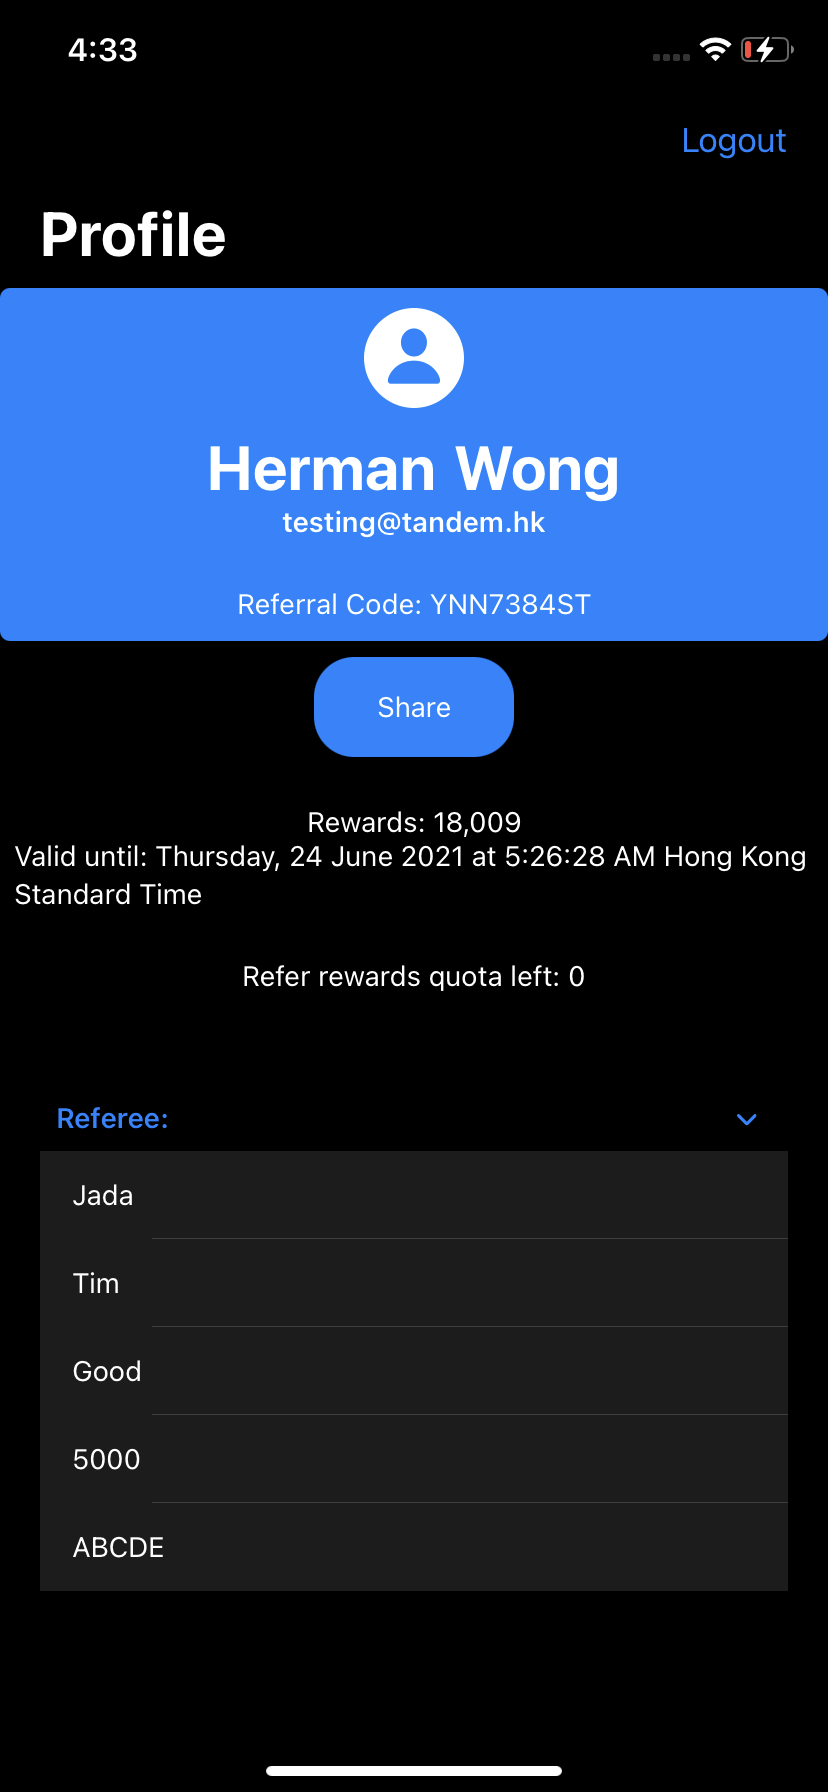 4:33
Logout
Profile
Herman Wong
testing@tandem.hk
Referral Code: YNN7384ST
Share
Rewards: 18,009
Valid until: Thursday, 24 June 2021 at 5:26:28 AM Hong Kong
Standard Time
Refer rewards quota left: 0
Referee:
Jada
Tim
Good
5000
ABCDE